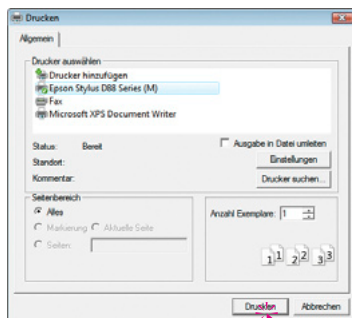 Drucken
Allgemein
Drucker auswählen
Drucker hinzufügen
Epson Stylus D88 Series (M)
Fax
Microsoft XPS Document Writer
Status: Bereit
Ausgabe in Datei umleiten
Standort:
Einstellungen
Kommentar:
Drucker suchen...
Seitenbereich
Alles
Anzahl Exemplare: 1
Markierung Aktuelle Seite
Seiten:
1 1 2 2 3 3
Drucken Abbrechen